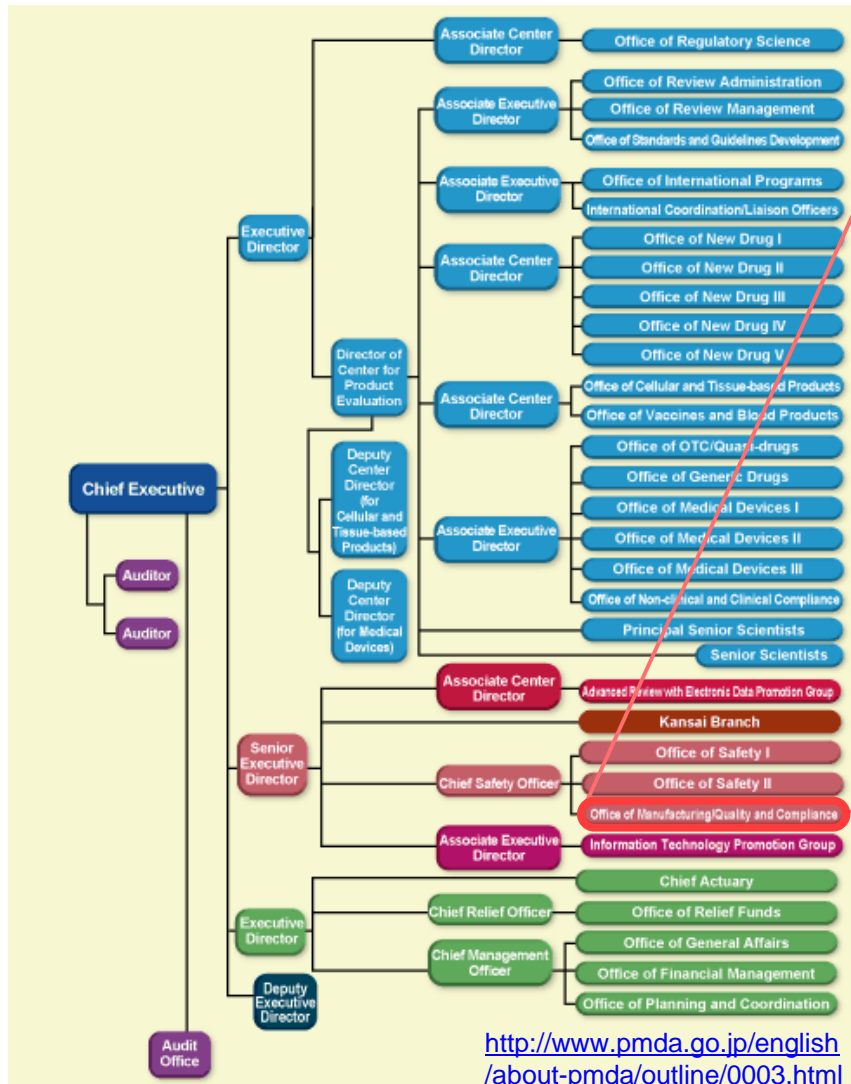 Associate Center
Director
Office of Regulatory Science
Office of Review Administration
Associate Executive
Director
Office of Review Management
Office of Standards and Guidelines Development
Associate Executive
Director
Office of International Programs
International Coordination/Liaison Officers
Executive
Director
Associate Center
Director
Office of New Drug I
Office of New Drug II
Office of New Drug III
Office of New Drug IV
Office of New Drug V
Director of
Center for
Product
Evaluation
Associate Center
Director
Office of Cellular and Tissue-based Products
Office of Vaccines and Blood Products
Deputy
Center
Director
(for
Cellular and
Tissue-based
Products)
Associate Executive
Director
Office of OTC/Quasi-drugs
Office of Generic Drugs
Office of Medical Devices I
Office of Medical Devices II
Office of Medical Devices III
Office of Non-clinical and Clinical Compliance
Chief Executive
Auditor
Auditor
Deputy
Center
Director
(for Medical
Devices)
Principal Senior Scientists
Senior Scientists
Associate Center
Director
Advanced Review with Electronic Data Promotion Group
Kansai Branch
Senior
Executive
Director
Chief Safety Officer
Office of Safety I
Office of Safety II
Office of Manufacturing/Quality and Compliance
Associate Executive
Director
Information Technology Promotion Group
Chief Actuary
Executive
Director
Chief Relief Officer
Office of Relief Funds
Chief Management
Officer
Office of General Affairs
Office of Financial Management
Office of Planning and Coordination
Deputy
Executive
Director
Audit
Office
http://www.pmda.go.jp/english
/about-pmda/outline/0003.html